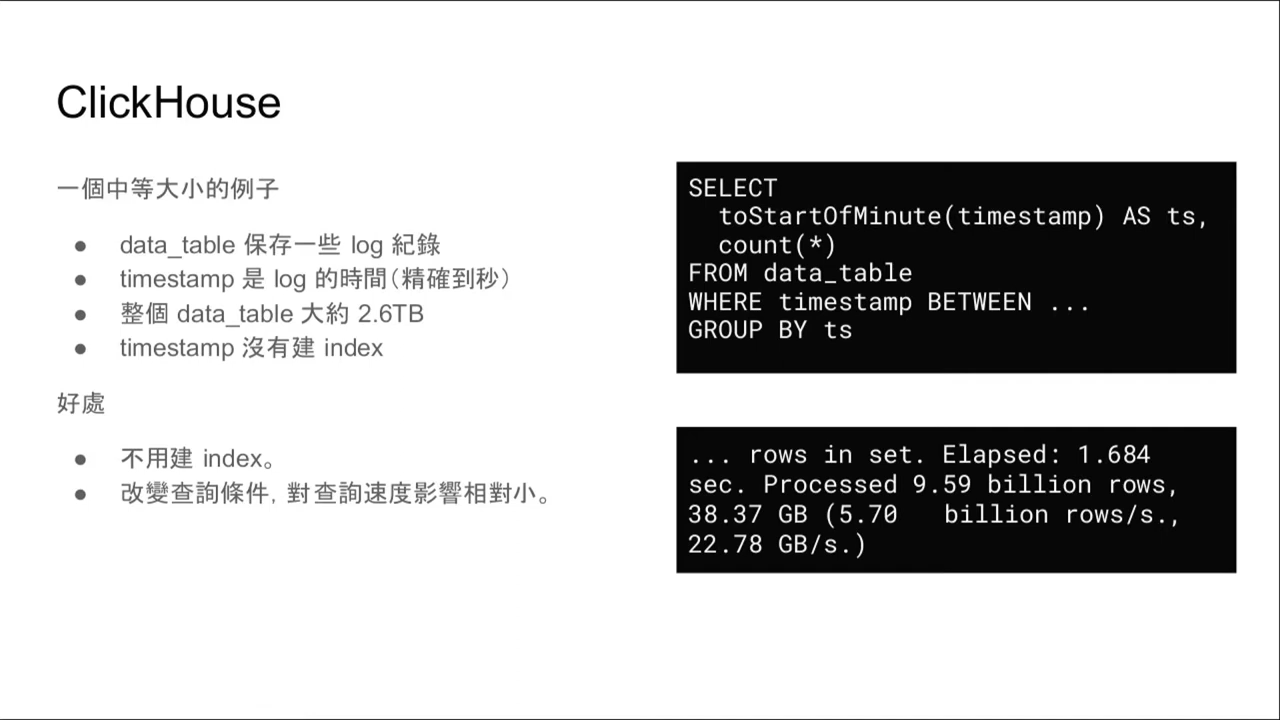 ClickHouse
一個中等大小的例子
● data_table 保存一些 log 紀錄
● timestamp 是 log 的時間（精確到秒）
● 整個 data_table 大約 2.6TB
● timestamp 沒有建 index
好處
● 不用建 index。
● 改變查詢條件，對查詢速度影響相對小。
SELECT
  toStartOfMinute(timestamp) AS ts,
  count(*)
FROM data_table
WHERE timestamp BETWEEN ...
GROUP BY ts
... rows in set. Elapsed: 1.684
sec. Processed 9.59 billion rows,
38.37 GB (5.70   billion rows/s.,
22.78 GB/s.)